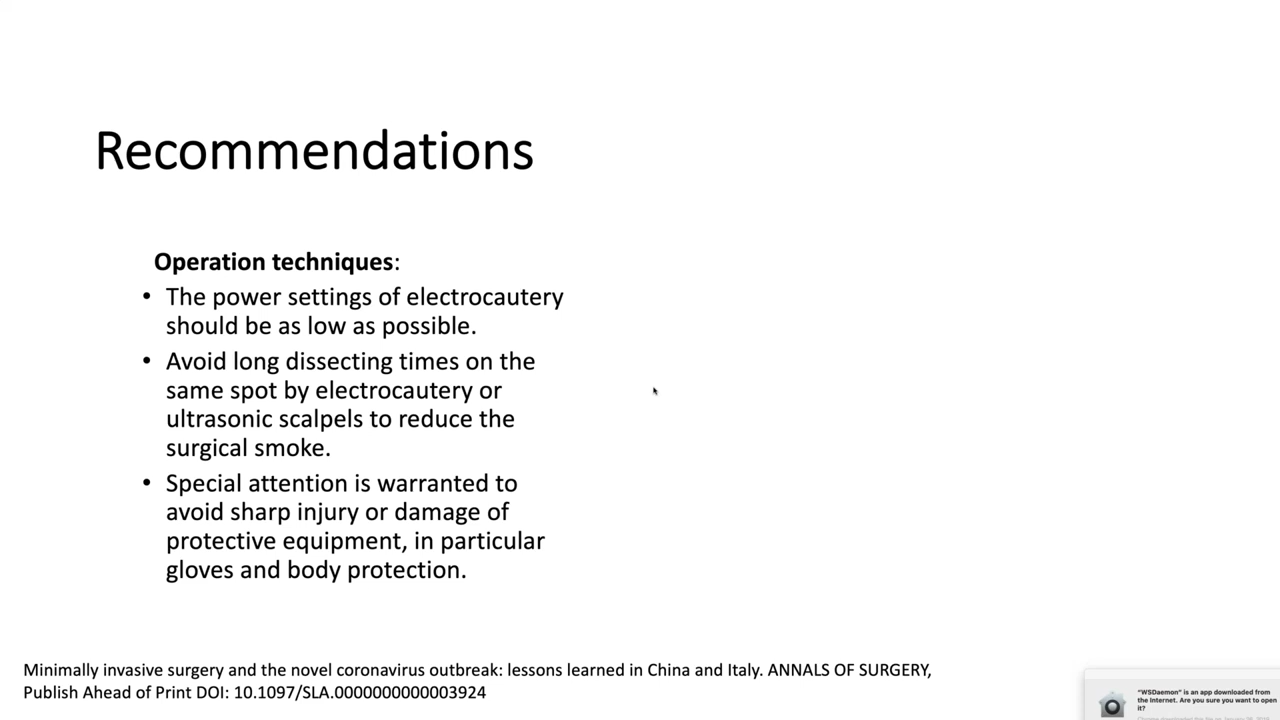 Recommendations
Operation techniques:
• The power settings of electrocautery
should be as low as possible.
• Avoid long dissecting times on the
same spot by electrocautery or
ultrasonic scalpels to reduce the
surgical smoke.
• Special attention is warranted to
avoid sharp injury or damage of
protective equipment, in particular
gloves and body protection.
Minimally invasive surgery and the novel coronavirus outbreak: lessons learned in China and Italy. ANNALS OF SURGERY,
Publish Ahead of Print DOI: 10.1097/SLA.0000000000003924
“WSDaemon” is an app downloaded from
the Internet. Are you sure you want to open
it?